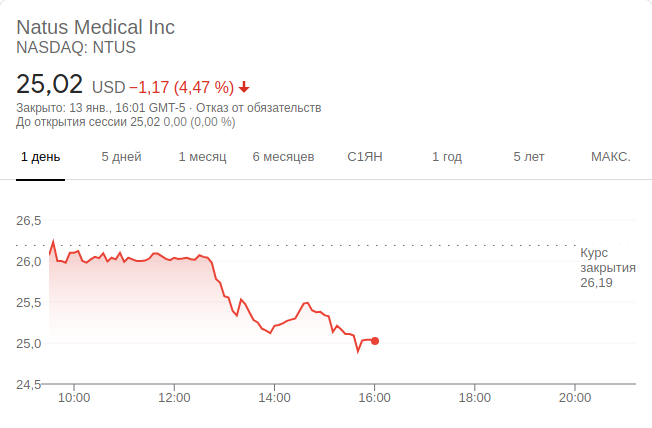 Natus Medical Inc
NASDAQ: NTUS
25,02 USD −1,17 (4,47 %)
Закрыто: 13 янв., 16:01 GMT-5 · Отказ от обязательств
До открытия сессии 25,02 0,00 (0,00 %)
1 день 5 дней 1 месяц 6 месяцев С1ЯН 1 год 5 лет МАКС.
26,5
26,0
25,5
25,0
24,5
Курс
закрытия
26,19
10:00 12:00 14:00 16:00 18:00 20:00